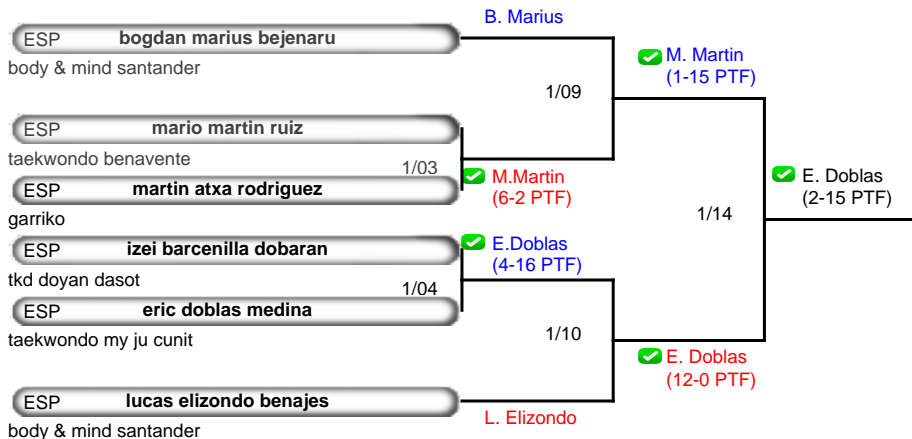 B. Marius
ESP bogdan marius bejenaru
body & mind santander
M. Martin
(1-15 PTF)
1/09
ESP mario martin ruiz
taekwondo benavente
1/03
M.Martin
(6-2 PTF)
ESP martin atxa rodriguez
garriko
E. Doblas
(2-15 PTF)
1/14
ESP izei barcenilla dobaran
tkd doyan dasot
E.Doblas
(4-16 PTF)
1/04
ESP eric doblas medina
taekwondo my ju cunit
1/10
E. Doblas
(12-0 PTF)
ESP lucas elizondo benajes
body & mind santander
L. Elizondo